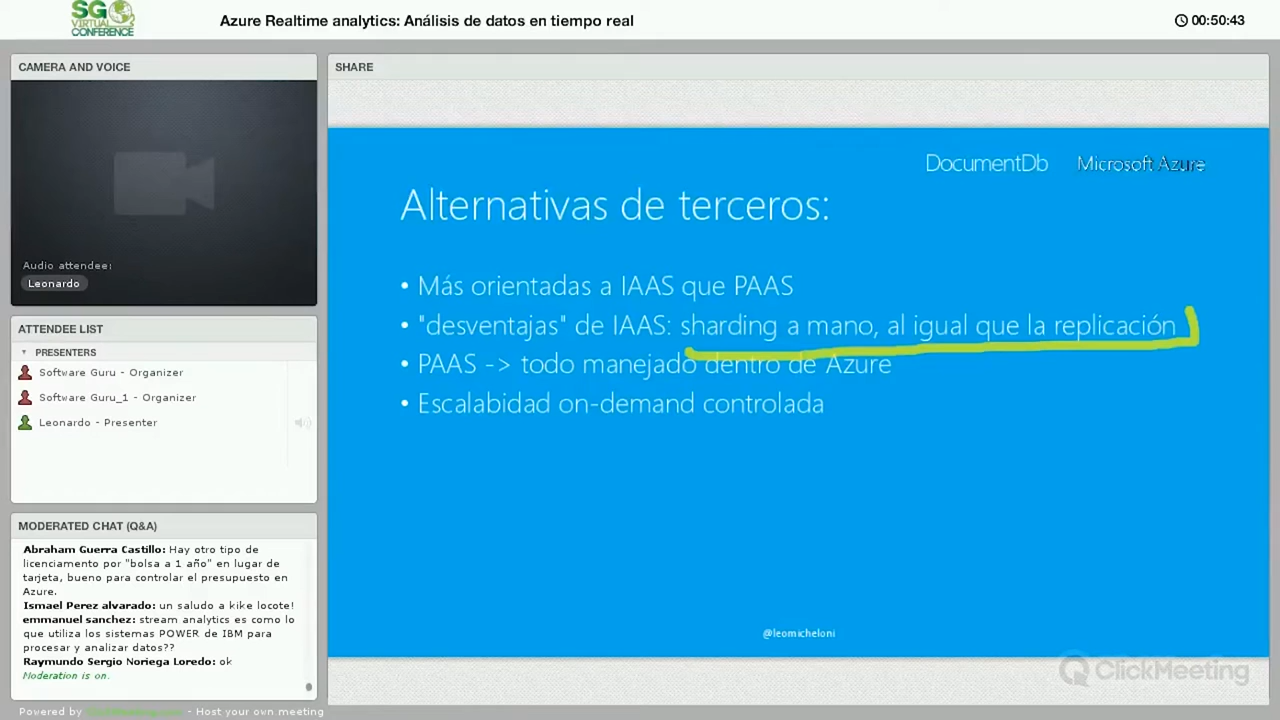 SG
VIRTUAL
CONFERENCE
Azure Realtime analytics: Análisis de datos en tiempo real
00:50:43
CAMERA AND VOICE
Audio attendee:
Leonardo
ATTENDEE LIST
PRESENTERS
Software Guru - Organizer
Software Guru_1 - Organizer
Leonardo - Presenter
MODERATED CHAT (Q&A)
Abraham Guerra Castillo: Hay otro tipo de
licenciamiento por "bolsa a 1 año" en lugar de
tarjeta, bueno para controlar el presupuesto en
Azure.
Ismael Perez alvarado: un saludo a kike locote!
emmanuel sanchez: stream analytics es como lo
que utiliza los sistemas POWER de IBM para
procesar y analizar datos??
Raymundo Sergio Noriega Loredo: ok
Moderation is on.
SHARE
DocumentDb
Microsoft Azure
Alternativas de terceros:
• Más orientadas a IAAS que PAAS
• "desventajas" de IAAS: sharding a mano, al igual que la replicación
• PAAS -> todo manejado dentro de Azure
• Escalabidad on-demand controlada
@leomicheloni
ClickMeeting
Powered by ClickMeeting.com - Host your own meeting